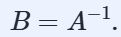 B = A⁻¹.